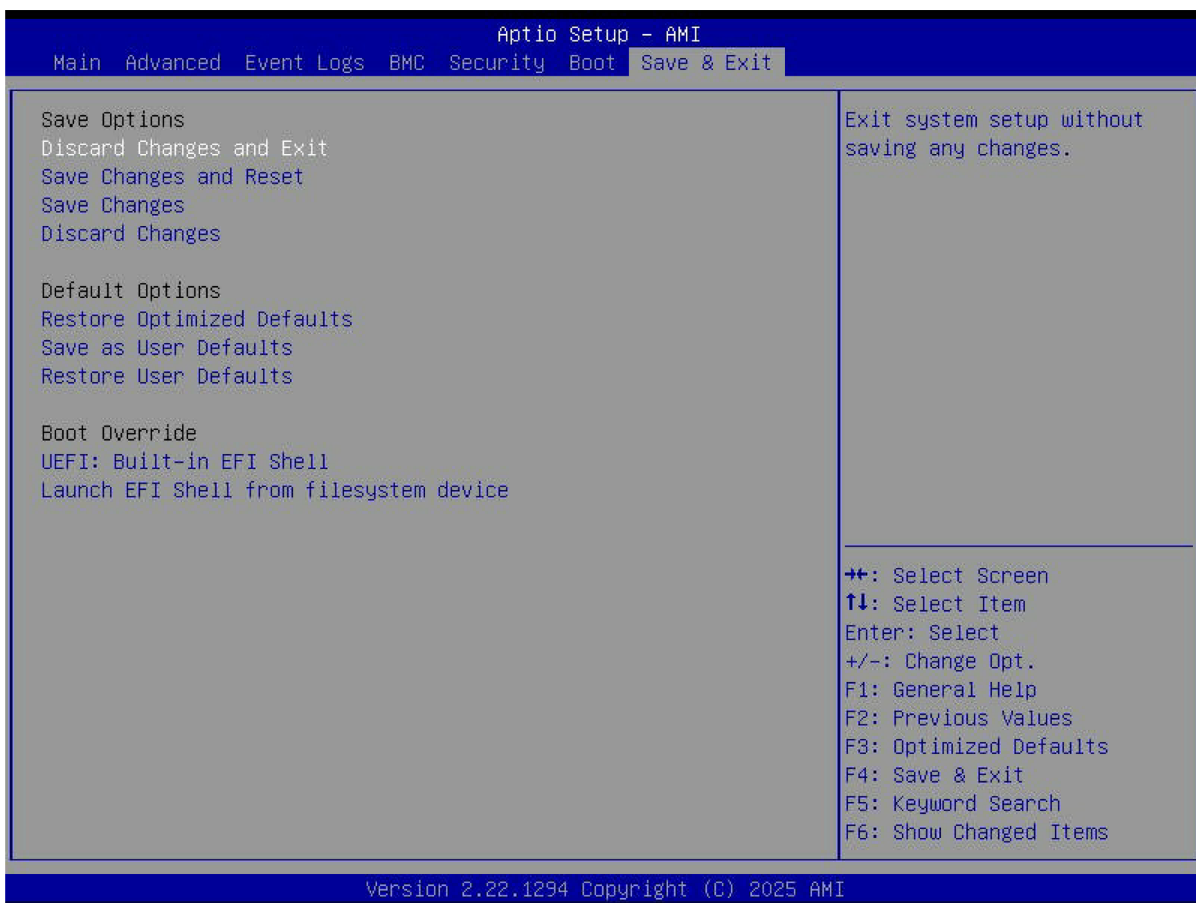 Aptio Setup – AMI
Main Advanced Event Logs BMC Security Boot Save & Exit
Save Options
Discard Changes and Exit
Save Changes and Reset
Save Changes
Discard Changes
Default Options
Restore Optimized Defaults
Save as User Defaults
Restore User Defaults
Boot Override
UEFI: Built-in EFI Shell
Launch EFI Shell from filesystem device
Exit system setup without
saving any changes.
→←: Select Screen
↑↓: Select Item
Enter: Select
+/-: Change Opt.
F1: General Help
F2: Previous Values
F3: Optimized Defaults
F4: Save & Exit
F5: Keyword Search
F6: Show Changed Items
Version 2.22.1294 Copyright (C) 2025 AMI